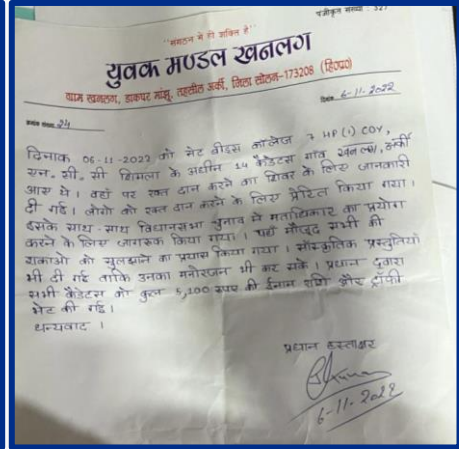 पंजीकृत संख्या : 327
"संगठन में ही शक्ति है"
युवक मण्डल खनलग
ग्राम खनलग, डाकघर मांझू, तहसील अर्की, जिला सोलन-173208 (हि0प्र0)
क्रमांक संख्या 24 दिनांक 6-11-2022
दिनाक 06-11-2022 को सेंट बीड्स कॉलेज 7 HP (1) COY,
एन. सी. सी शिमला के अधीन 14 कैडेटस गाँव खनलग, अर्की
आए थे। वहाँ पर रक्त दान करने का शिवर के लिए जानकारी
दी गई। लोगो को रक्त दान करने के लिए प्रेरित किया गया।
इसके साथ-साथ विधानसभा चुनाव में मताधिकार का प्रयोग
करने के लिए जागरूक किया गया। यहाँ मौजूद सभी की
शंकाओ को सुलझाने का प्रयास किया गया। सांस्कृतिक प्रस्तुतियाँ
भी दी गई ताकि उनका मनोरंजन भी कर सके। प्रधान दुवारा
सभी कैडेटस को कुल 5,100 रुपए की ईनाम राशि और ट्रॉफी
भेट की गई।
धन्यवाद।
प्रधान हस्ताक्षर
6-11-2022